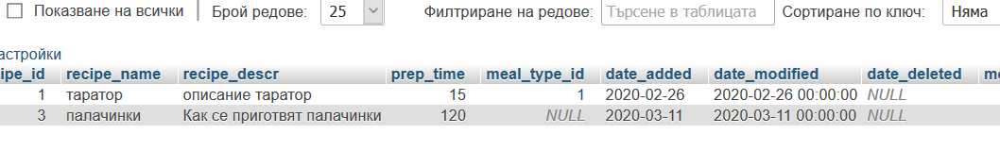 Показване на всички Брой редове: 25 Филтриране на редове: Търсене в таблицата Сортиране по ключ: Няма
астройки
ipe_id recipe_name recipe_descr prep_time meal_type_id date_added date_modified date_deleted
1 таратор описание таратор 15 1 2020-02-26 2020-02-26 00:00:00 NULL
3 палачинки Как се приготвят палачинки 120 NULL 2020-03-11 2020-03-11 00:00:00 NULL